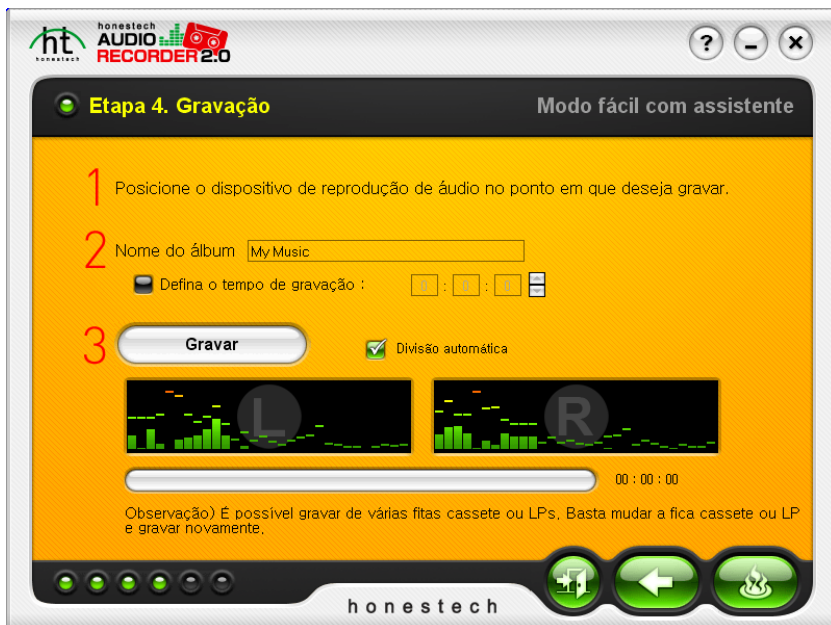 ht honestech
honestech
AUDIO
RECORDER 2.0
?
Etapa 4. Gravação
Modo fácil com assistente
1 Posicione o dispositivo de reprodução de áudio no ponto em que deseja gravar.
2 Nome do álbum My Music
Defina o tempo de gravação : 0 : 0 : 0
3 Gravar
Divisão automática
L
R
00 : 00 : 00
Observação) É possível gravar de várias fitas cassete ou LPs, Basta mudar a fica cassete ou LP
e gravar novamente,
honestech